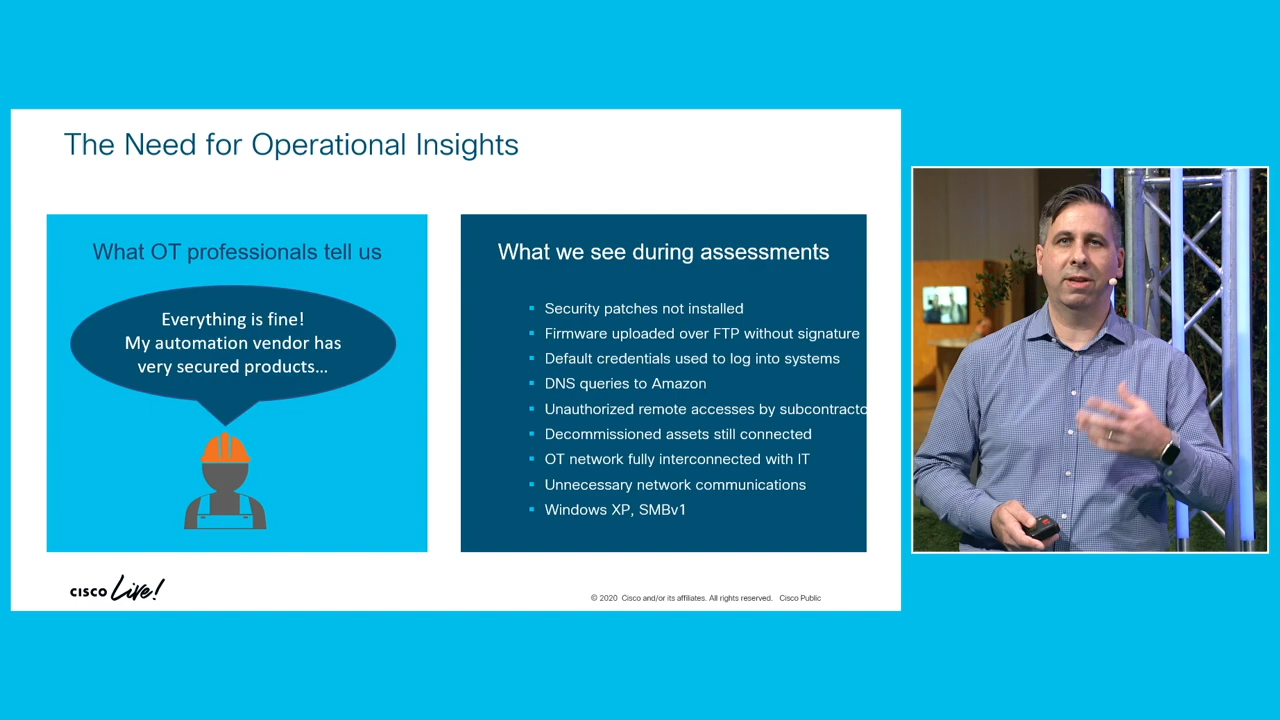 The Need for Operational Insights
What OT professionals tell us
Everything is fine!
My automation vendor has
very secured products...
What we see during assessments
Security patches not installed
Firmware uploaded over FTP without signature
Default credentials used to log into systems
DNS queries to Amazon
Unauthorized remote accesses by subcontracto
Decommissioned assets still connected
OT network fully interconnected with IT
Unnecessary network communications
Windows XP, SMBv1
CISCO Live!
© 2020 Cisco and/or its affiliates. All rights reserved. Cisco Public